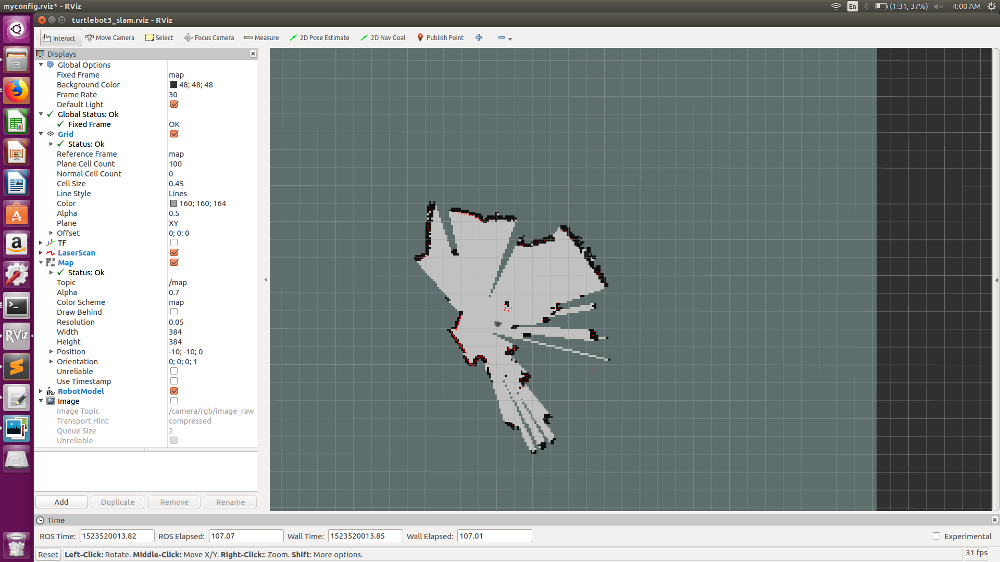 myconfig.rviz* - RViz
En
(1:31, 37%)
4:00 AM
turtlebot3_slam.rviz - RViz
Interact Move Camera Select Focus Camera Measure 2D Pose Estimate 2D Nav Goal Publish Point
Displays
Global Options
Fixed Frame map
Background Color 48; 48; 48
Frame Rate 30
Default Light
Global Status: Ok
Fixed Frame OK
Grid
Status: Ok
Reference Frame map
Plane Cell Count 100
Normal Cell Count 0
Cell Size 0.45
Line Style Lines
Color 160; 160; 164
Alpha 0.5
Plane XY
Offset 0; 0; 0
TF
LaserScan
Map
Status: Ok
Topic /map
Alpha 0.7
Color Scheme map
Draw Behind
Resolution 0.05
Width 384
Height 384
Position -10; -10; 0
Orientation 0; 0; 0; 1
Unreliable
Use Timestamp
RobotModel
Image
Image Topic /camera/rgb/image_raw
Transport Hint compressed
Queue Size 2
Unreliable
RViz
Add Duplicate Remove Rename
Time
ROS Time: 1523520013.82 ROS Elapsed: 107.07 Wall Time: 1523520013.85 Wall Elapsed: 107.01 Experimental
Reset Left-Click: Rotate. Middle-Click: Move X/Y. Right-Click:: Zoom. Shift: More options. 31 fps